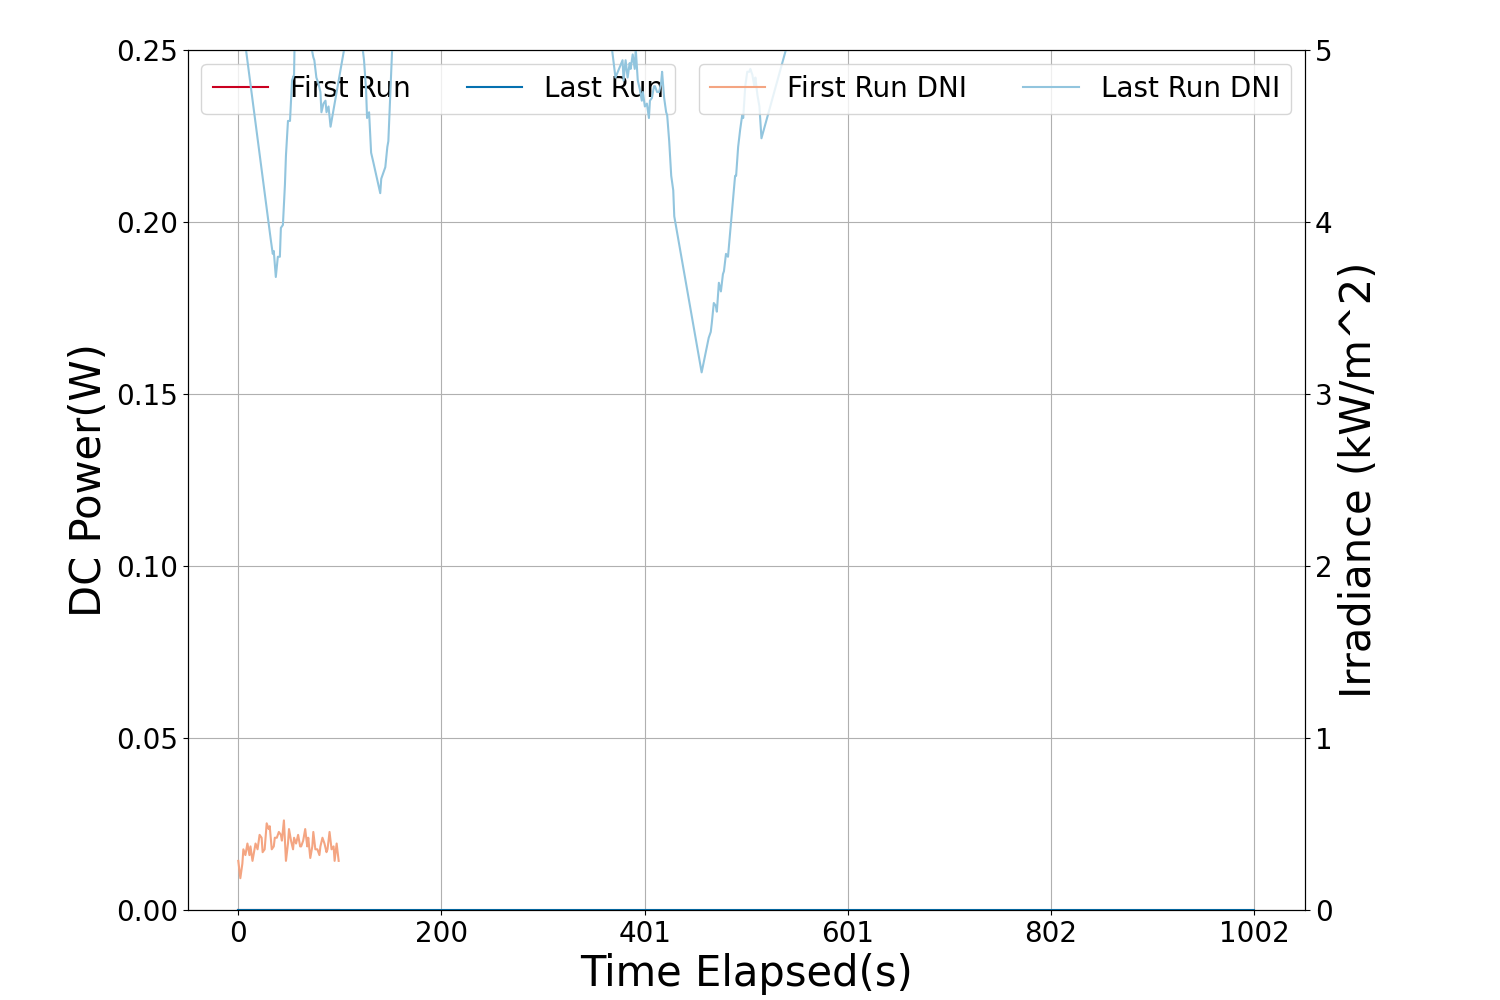 First Run
Last Run
First Run DNI
Last Run DNI
DC Power(W)
0.25
0.20
0.15
0.10
0.05
0.00
5
4
3
2
1
0
Irradiance (kW/m^2)
0
200
401
601
802
1002
Time Elapsed(s)